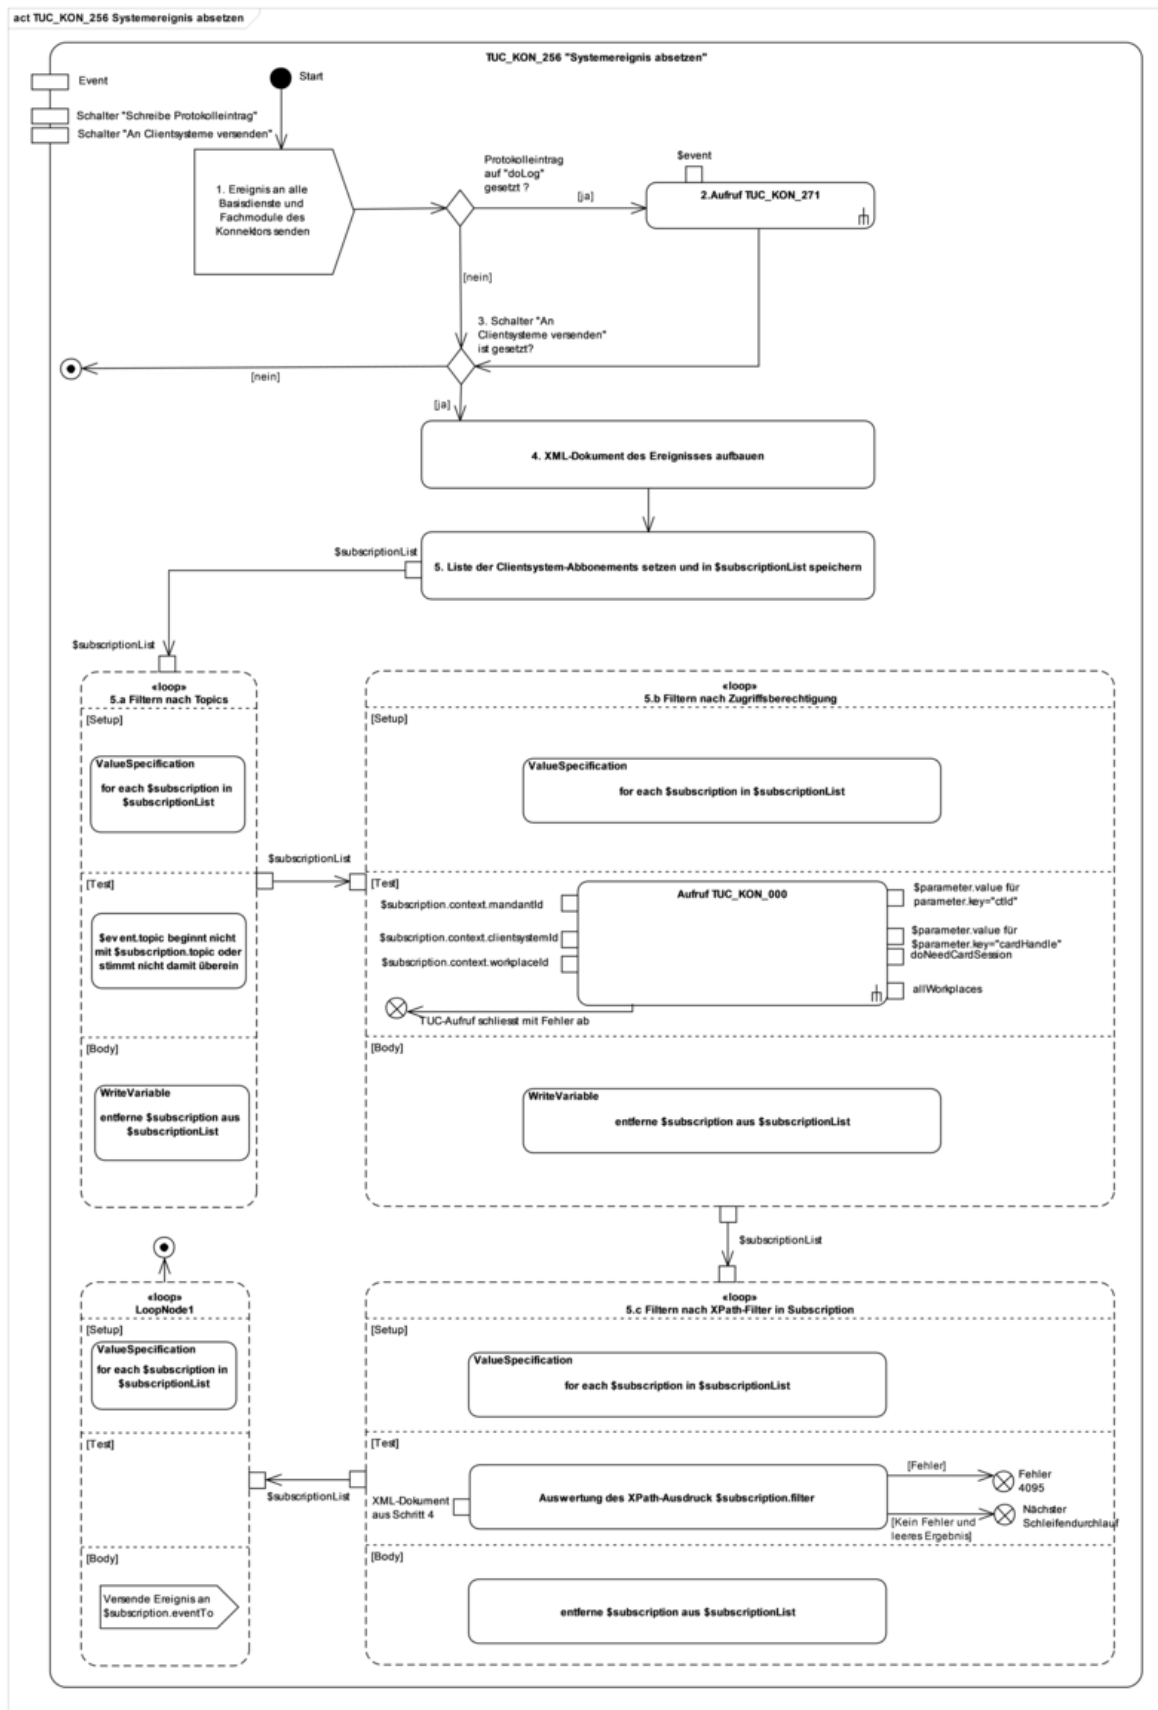 act TUC_KON_256 Systemereignis absetzen
TUC_KON_256 "Systemereignis absetzen"
Event
Start
Schalter "Schreibe Protokolleintrag"
Schalter "An Clientsysteme versenden"
1. Ereignis an alle
Basisdienste und
Fachmodule des
Konnektors senden
Protokolleintrag
auf "doLog"
gesetzt ?
[ja]
$event
2.Aufruf TUC_KON_271
[nein]
3. Schalter "An
Clientsysteme versenden"
ist gesetzt?
[nein]
[ja]
4. XML-Dokument des Ereignisses aufbauen
$subscriptionList
5. Liste der Clientsystem-Abbonements setzen und in $subscriptionList speichern
$subscriptionList
«loop»
5.a Filtern nach Topics
[Setup]
ValueSpecification
for each $subscription in
$subscriptionList
[Test]
$event.topic beginnt nicht
mit $subscription.topic oder
stimmt nicht damit überein
[Body]
WriteVariable
entferne $subscription aus
$subscriptionList
$subscriptionList
«loop»
5.b Filtern nach Zugriffsberechtigung
[Setup]
ValueSpecification
for each $subscription in $subscriptionList
[Test]
Aufruf TUC_KON_000
$subscription.context.mandantId
$subscription.context.clientsystemId
$subscription.context.workplaceId
$parameter.value für
parameter.key="ctId"
$parameter.value für
$parameter.key="cardHandle"
doNeedCardSession
allWorkplaces
TUC-Aufruf schliesst mit Fehler ab
[Body]
WriteVariable
entferne $subscription aus $subscriptionList
$subscriptionList
«loop»
5.c Filtern nach XPath-Filter in Subscription
[Setup]
ValueSpecification
for each $subscription in $subscriptionList
[Test]
XML-Dokument
aus Schritt 4
Auswertung des XPath-Ausdruck $subscription.filter
[Fehler]
Fehler
4095
[Kein Fehler und
leeres Ergebnis]
Nächster
Schleifendurchlauf
[Body]
entferne $subscription aus $subscriptionList
$subscriptionList
«loop»
LoopNode1
[Setup]
ValueSpecification
for each $subscription in
$subscriptionList
[Test]
[Body]
Versende Ereignis an
$subscription.eventTo